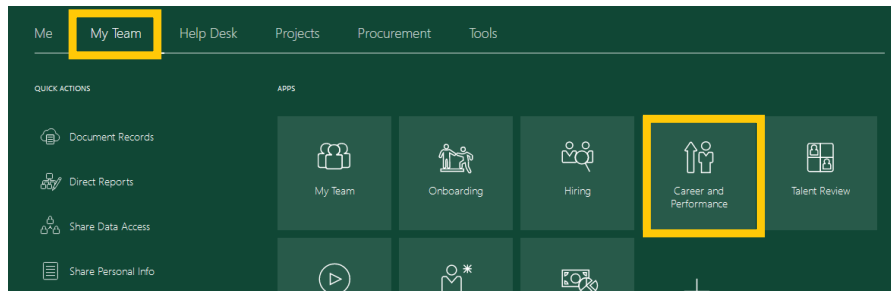 Me My Team Help Desk Projects Procurement Tools
QUICK ACTIONS
APPS
Document Records
Direct Reports
Share Data Access
Share Personal Info
My Team
Onboarding
Hiring
Career and
Performance
Talent Review